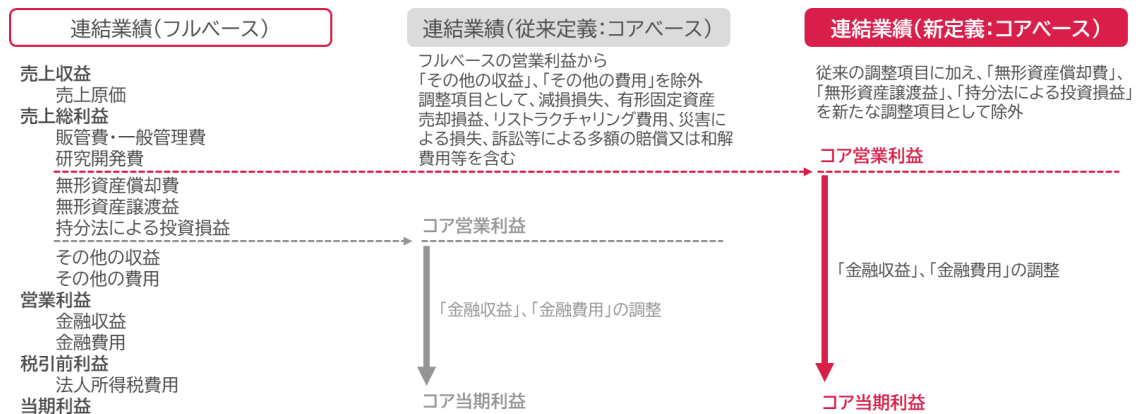 連結業績(フルベース)
売上収益
売上原価
売上総利益
販管費・一般管理費
研究開発費
無形資産償却費
無形資産譲渡益
持分法による投資損益
その他の収益
その他の費用
営業利益
金融収益
金融費用
税引前利益
法人所得税費用
当期利益
連結業績(従来定義:コアベース)
フルベースの営業利益から
「その他の収益」、「その他の費用」を除外
調整項目として、減損損失、有形固定資産
売却損益、リストラクチャリング費用、災害に
よる損失、訴訟等による多額の賠償又は和解
費用等を含む
コア営業利益
「金融収益」、「金融費用」の調整
コア当期利益
連結業績(新定義:コアベース)
従来の調整項目に加え、「無形資産償却費」、
「無形資産譲渡益」、「持分法による投資損益」
を新たな調整項目として除外
コア営業利益
「金融収益」、「金融費用」の調整
コア当期利益